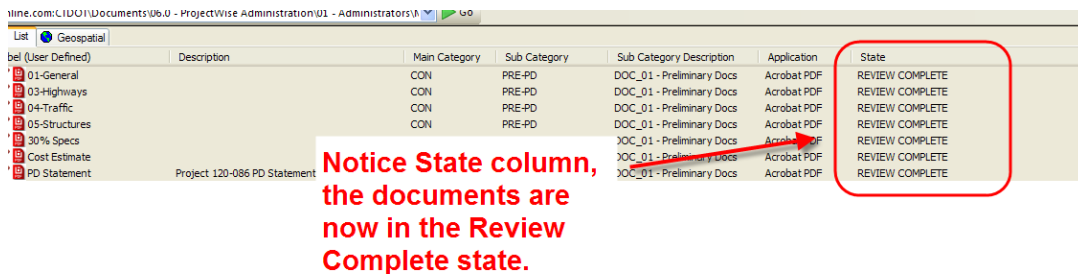 nline.com:CTDOT\Documents\06.0 - ProjectWise Administration\01 - Administrators\ Go
List Geospatial
bel (User Defined) Description Main Category Sub Category Sub Category Description Application State
01-General CON PRE-PD DOC_01 - Preliminary Docs Acrobat PDF REVIEW COMPLETE
03-Highways CON PRE-PD DOC_01 - Preliminary Docs Acrobat PDF REVIEW COMPLETE
04-Traffic CON PRE-PD DOC_01 - Preliminary Docs Acrobat PDF REVIEW COMPLETE
05-Structures CON PRE-PD DOC_01 - Preliminary Docs Acrobat PDF REVIEW COMPLETE
30% Specs DOC_01 - Preliminary Docs Acrobat PDF REVIEW COMPLETE
Cost Estimate DOC_01 - Preliminary Docs Acrobat PDF REVIEW COMPLETE
PD Statement Project 120-086 PD Statement DOC_01 - Preliminary Docs Acrobat PDF REVIEW COMPLETE
Notice State column,
the documents are
now in the Review
Complete state.